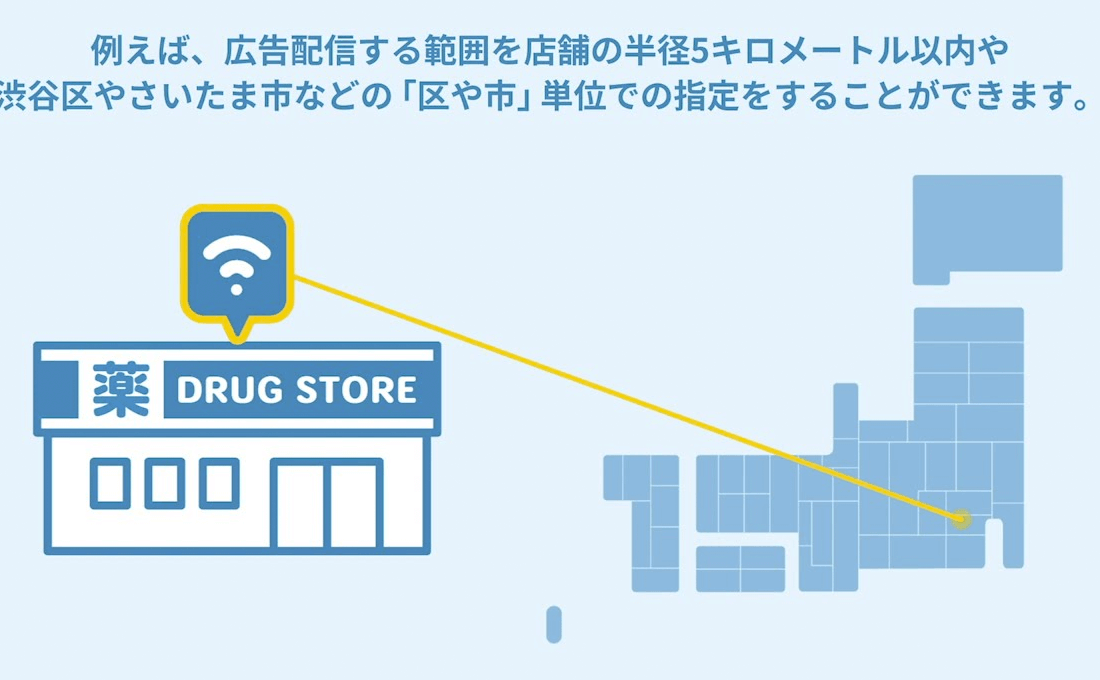 例えば、広告配信する範囲を店舗の半径5キロメートル以内や
渋谷区やさいたま市などの「区や市」単位での指定をすることができます。
薬 DRUG STORE